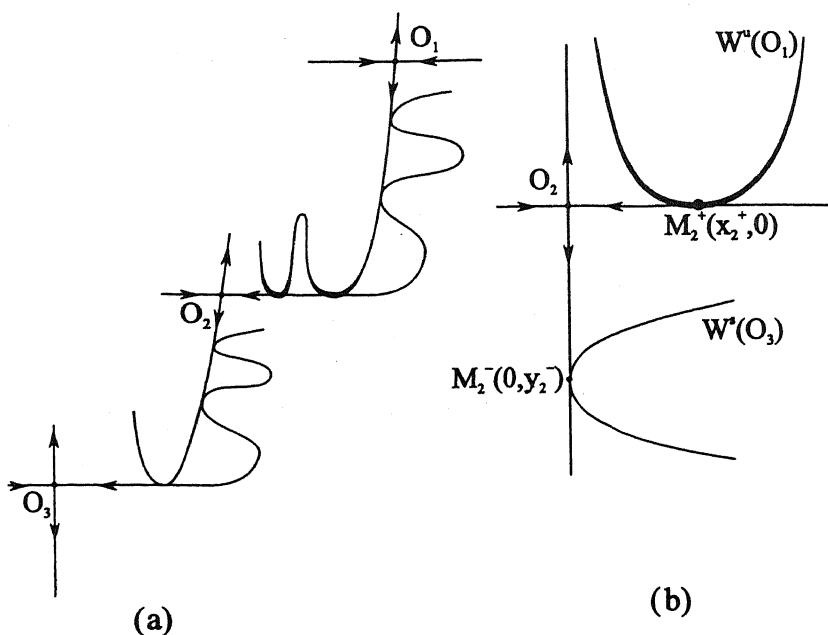 O₁
O₂
O₃
(a)
Wᵘ(O₁)
O₂
M₂⁺(x₂⁺,0)
Wˢ(O₃)
M₂⁻(0,y₂⁻)
(b)